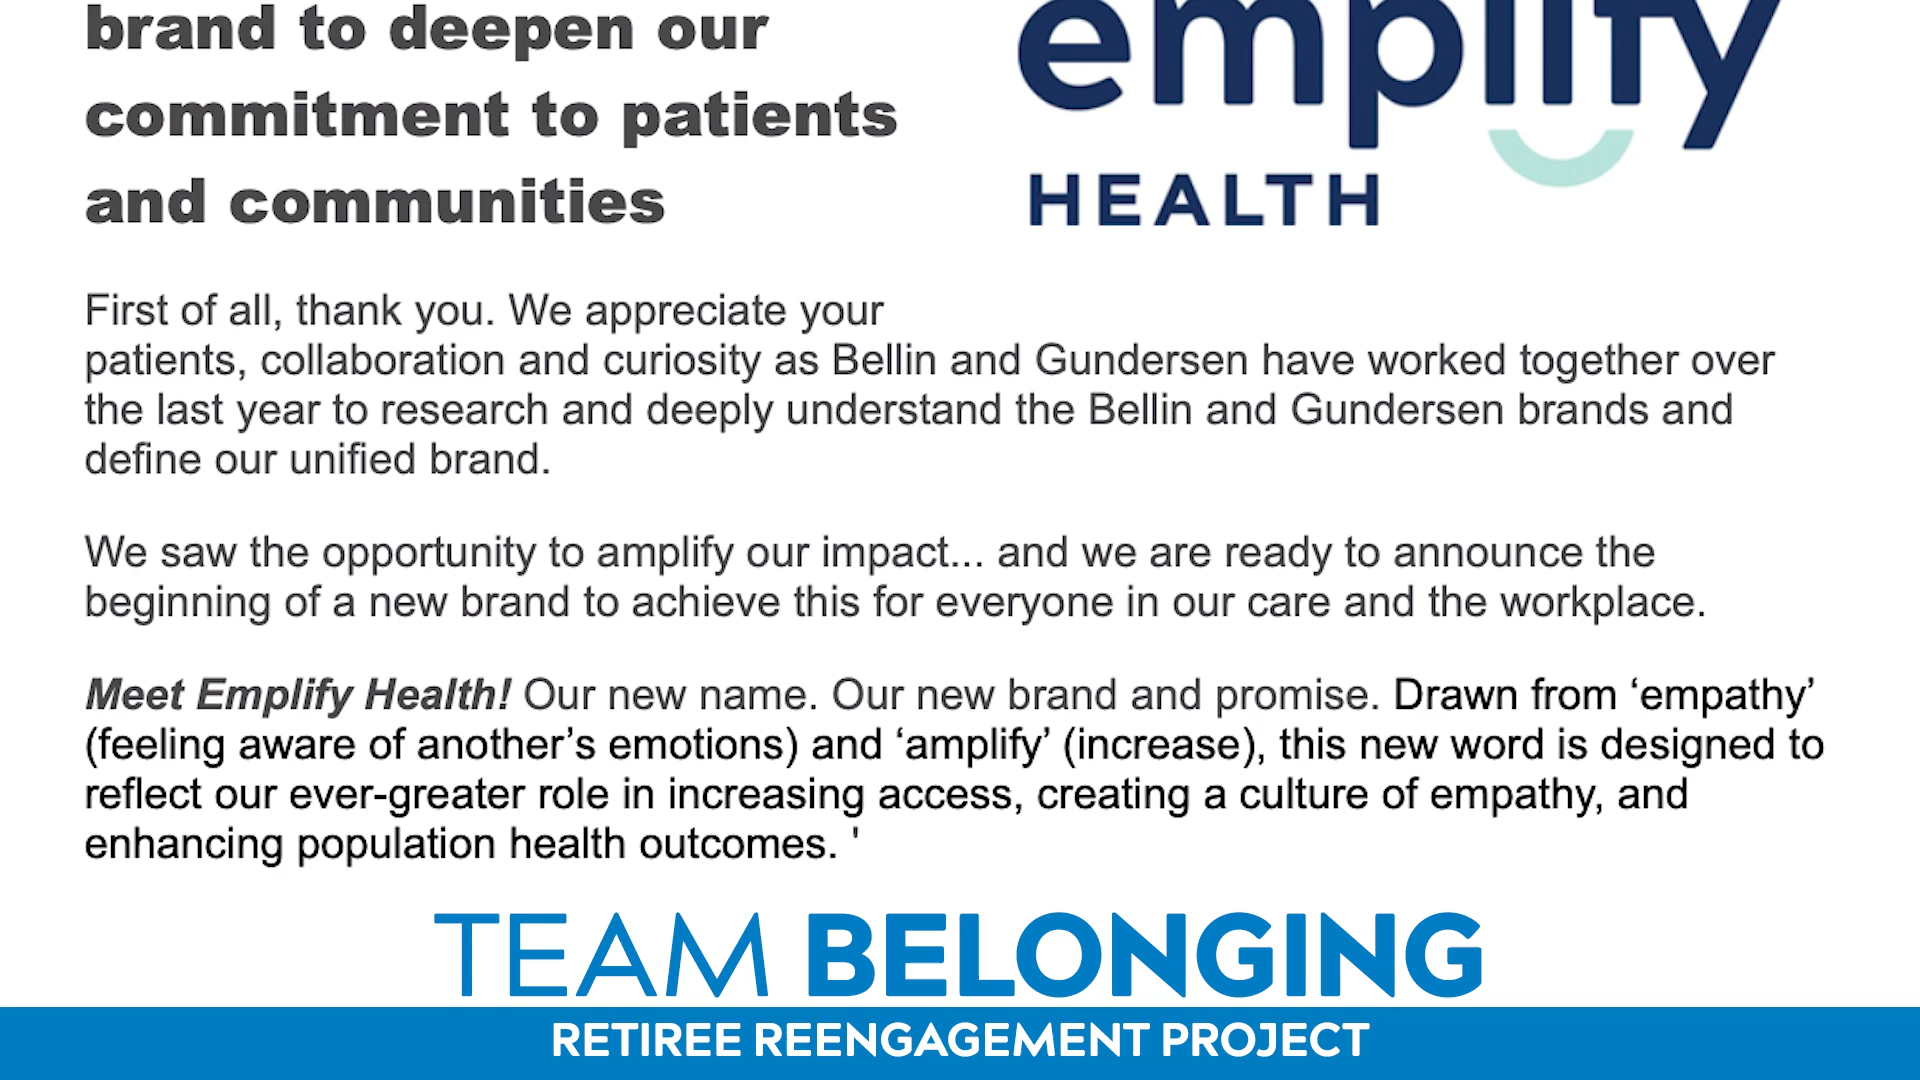 brand to deepen our
commitment to patients
and communities
emplify
HEALTH
First of all, thank you. We appreciate your
patients, collaboration and curiosity as Bellin and Gundersen have worked together over
the last year to research and deeply understand the Bellin and Gundersen brands and
define our unified brand.
We saw the opportunity to amplify our impact... and we are ready to announce the
beginning of a new brand to achieve this for everyone in our care and the workplace.
Meet Emplify Health! Our new name. Our new brand and promise. Drawn from ‘empathy’
(feeling aware of another’s emotions) and ‘amplify’ (increase), this new word is designed to
reflect our ever-greater role in increasing access, creating a culture of empathy, and
enhancing population health outcomes. '
TEAM BELONGING
RETIREE REENGAGEMENT PROJECT